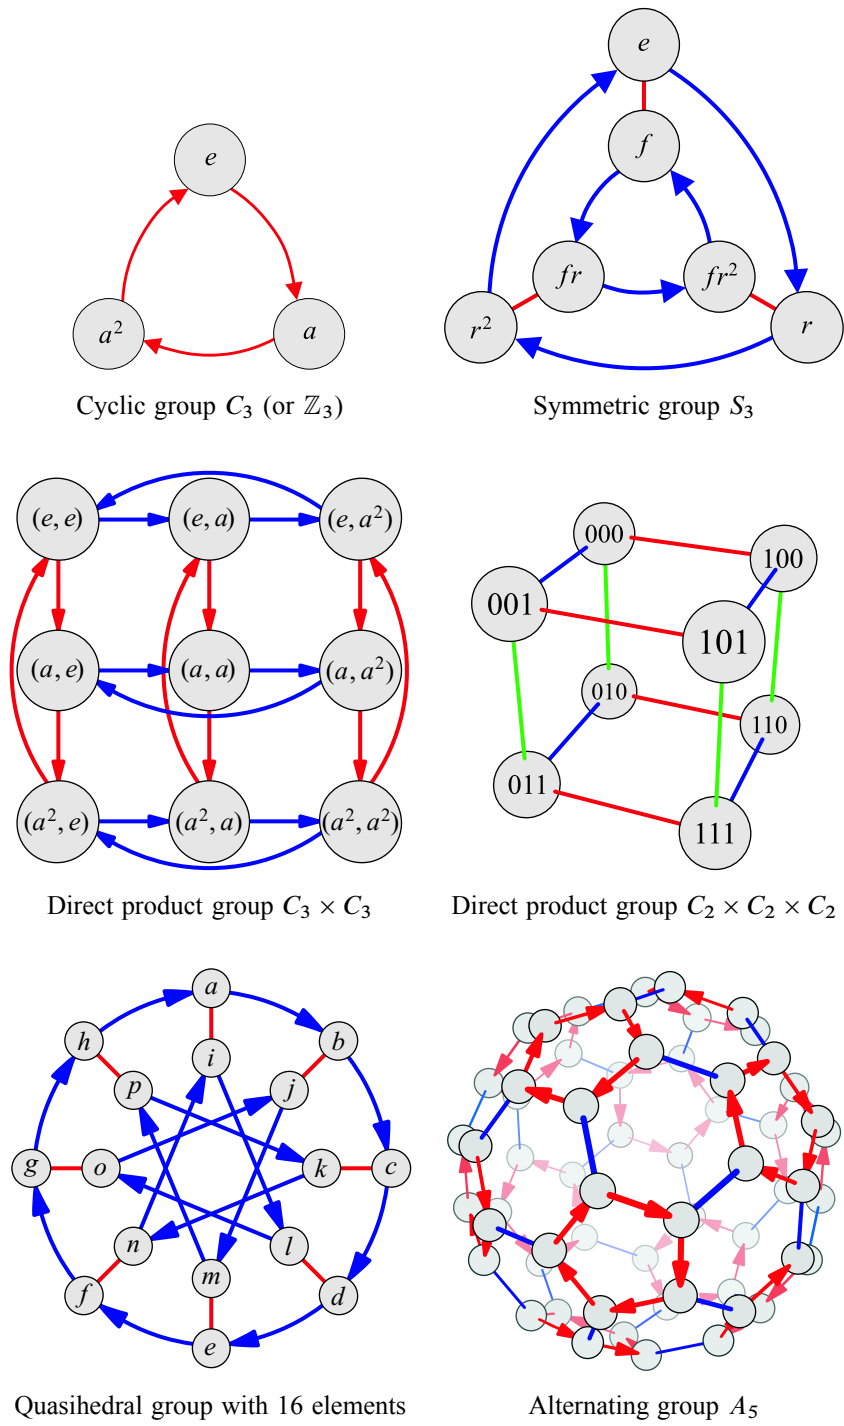 e
a²
a
Cyclic group C₃ (or ℤ₃)
e
f
fr
fr²
r²
r
Symmetric group S₃
(e, e)
(e, a)
(e, a²)
(a, e)
(a, a)
(a, a²)
(a², e)
(a², a)
(a², a²)
Direct product group C₃ × C₃
000
100
001
101
010
110
011
111
Direct product group C₂ × C₂ × C₂
a
h
b
i
p
j
g
o
k
c
n
l
m
f
d
e
Quasihedral group with 16 elements
Alternating group A₅